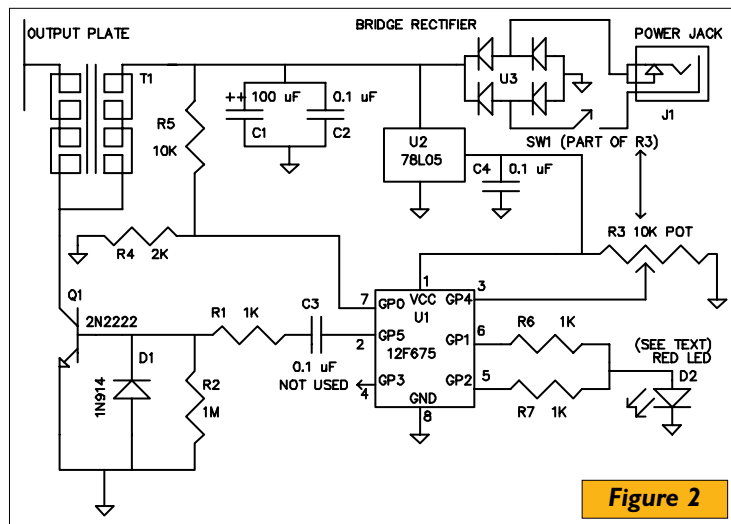 BRIDGE RECTIFIER
OUTPUT PLATE
POWER JACK
T1
U3
J1
++ 100 uF
0.1 uF
C1
C2
R5
10K
U2
78L05
SW1 (PART OF R3)
C4
0.1 uF
R4 2K
R3 10K POT
1
VCC
U1
12F675
7
GP0
3
GP4
Q1
2N2222
R1 1K
C3
0.1 uF
2
GP5
6
GP1
R6 1K
(SEE TEXT)
RED LED
D2
D1
1N914
R2
1M
NOT USED
4
GP3
5
GP2
R7 1K
GND
8
Figure 2